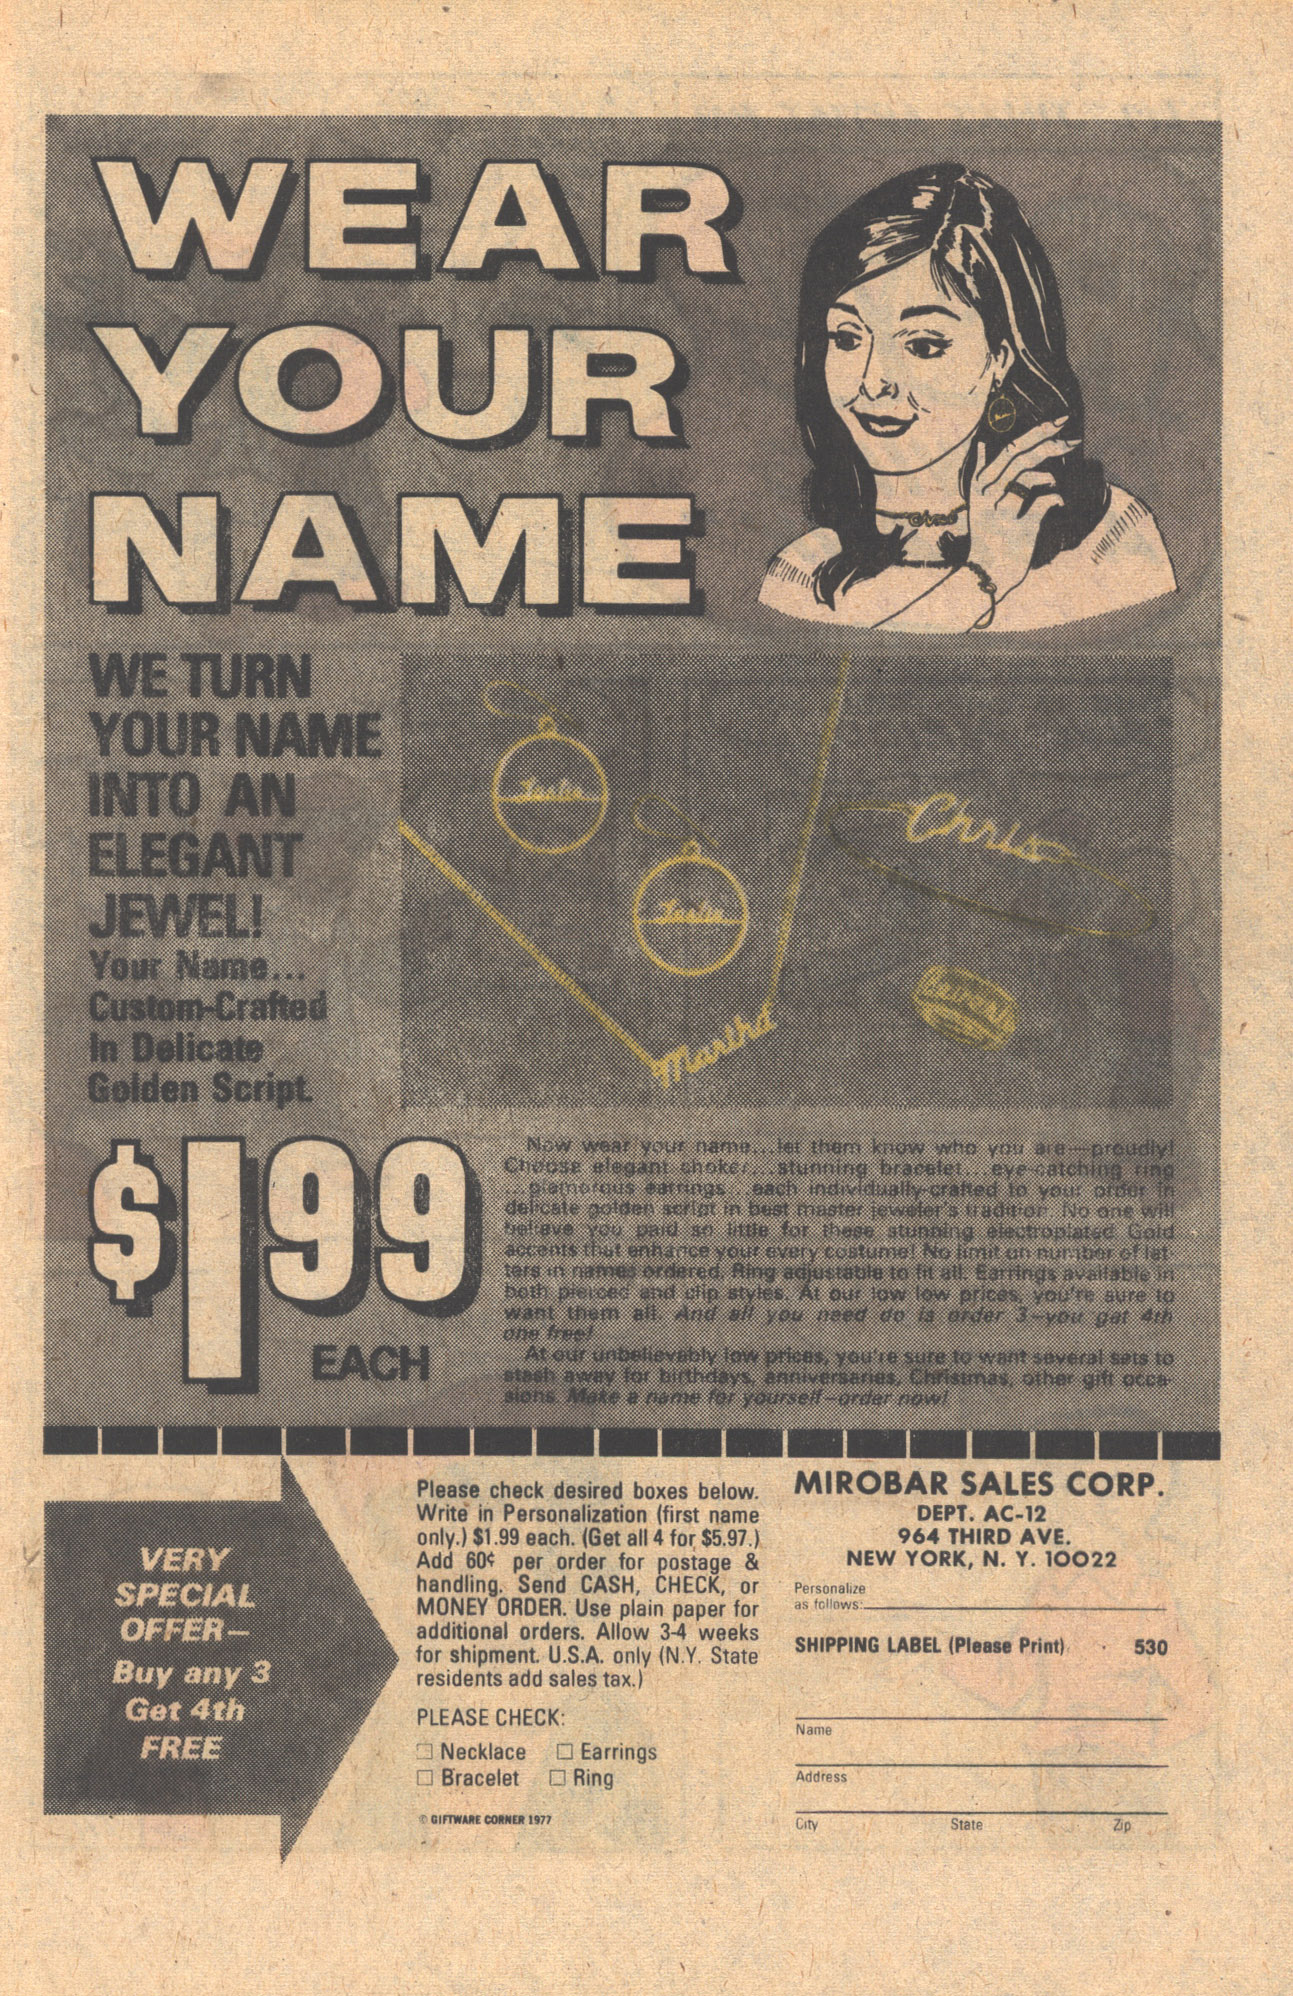 WEAR
YOUR
NAME
WE TURN
YOUR NAME
INTO AN
ELEGANT
JEWEL!
Your Name...
Custom-Crafted
In Delicate
Golden Script.
Leslie
Leslie
Chris
Martha
$1.99
EACH
Now wear your name...let them know who you are—proudly!
Choose elegant choker...stunning bracelet...eye-catching ring
...glamorous earrings...each individually-crafted to your order in
delicate golden script in best master jeweler's tradition. No one will
believe you paid so little for these stunning electroplated Gold
accents that enhance your every costume! No limit on number of let-
ters in names ordered. Ring adjustable to fit all. Earrings available in
both pierced and clip styles. At our low low prices, you're sure to
want them all. And all you need do is order 3—you get 4th
one free!
At our unbelievably low prices, you're sure to want several sets to
stash away for birthdays, anniversaries, Christmas, other gift occa-
sions. Make a name for yourself—order now!
VERY
SPECIAL
OFFER—
Buy any 3
Get 4th
FREE
Please check desired boxes below.
Write in Personalization (first name
only.) $1.99 each. (Get all 4 for $5.97.)
Add 60¢ per order for postage &
handling. Send CASH, CHECK, or
MONEY ORDER. Use plain paper for
additional orders. Allow 3-4 weeks
for shipment. U.S.A. only (N.Y. State
residents add sales tax.)
PLEASE CHECK:
☐ Necklace ☐ Earrings
☐ Bracelet ☐ Ring
© GIFTWARE CORNER 1977
MIROBAR SALES CORP.
DEPT. AC-12
964 THIRD AVE.
NEW YORK, N. Y. 10022
Personalize
as follows:
SHIPPING LABEL (Please Print) 530
Name
Address
City State Zip